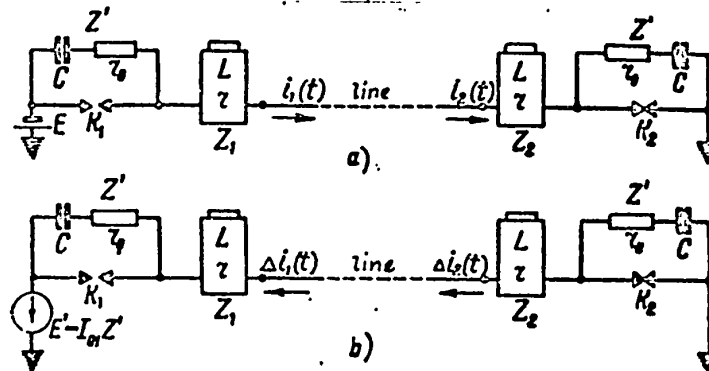 Z' Z'
C r₀ L i₁(t) line i₂(t) L r₀ C
r r
E K₁ Z₁ Z₂ K₂
a)
Z' Z'
C r₀ L Δi₁(t) line Δi₂(t) L r₀ C
r r
K₁ Z₁ Z₂ K₂
E'=I₀₁Z'
b)